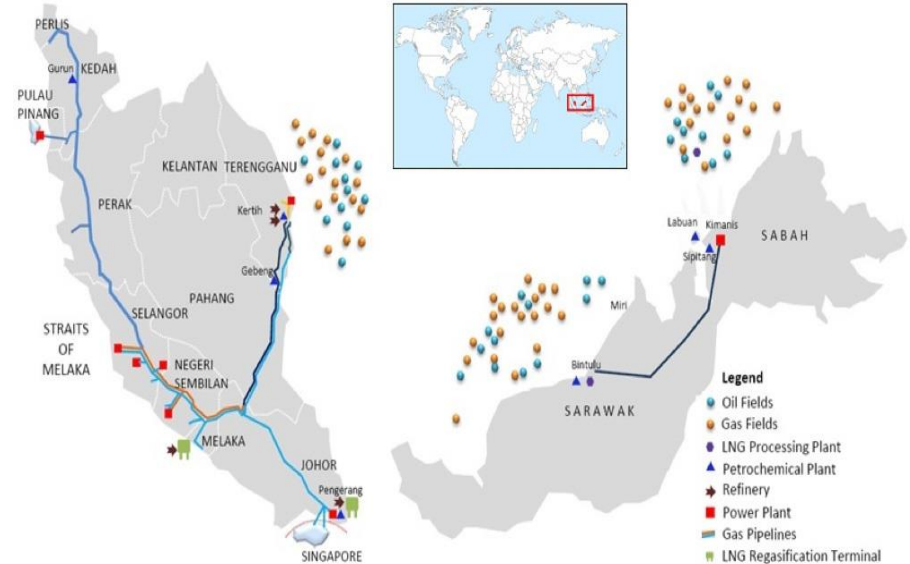 PERLIS
Gurun
KEDAH
PULAU
PINANG
KELANTAN
TERENGGANU
PERAK
Kertih
Gebeng
PAHANG
SELANGOR
STRAITS
OF
MELAKA
NEGERI
SEMBILAN
MELAKA
JOHOR
Pengerang
SINGAPORE
Labuan
Kimanis
Sipitang
SABAH
Miri
Bintulu
SARAWAK
Legend
Oil Fields
Gas Fields
LNG Processing Plant
Petrochemical Plant
Refinery
Power Plant
Gas Pipelines
LNG Regasification Terminal